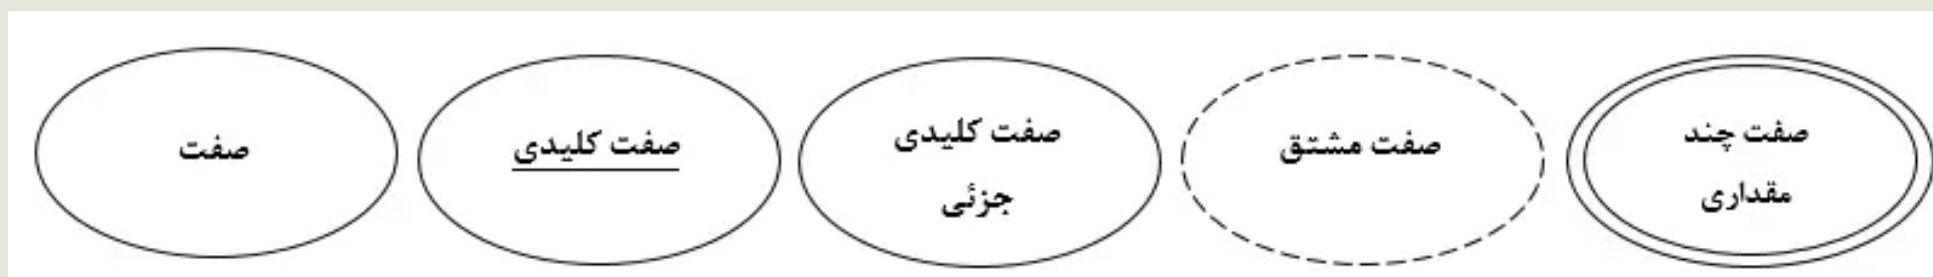 صفت چند
مقداری
صفت مشتق
صفت کلیدی
جزئی
صفت کلیدی
صفت